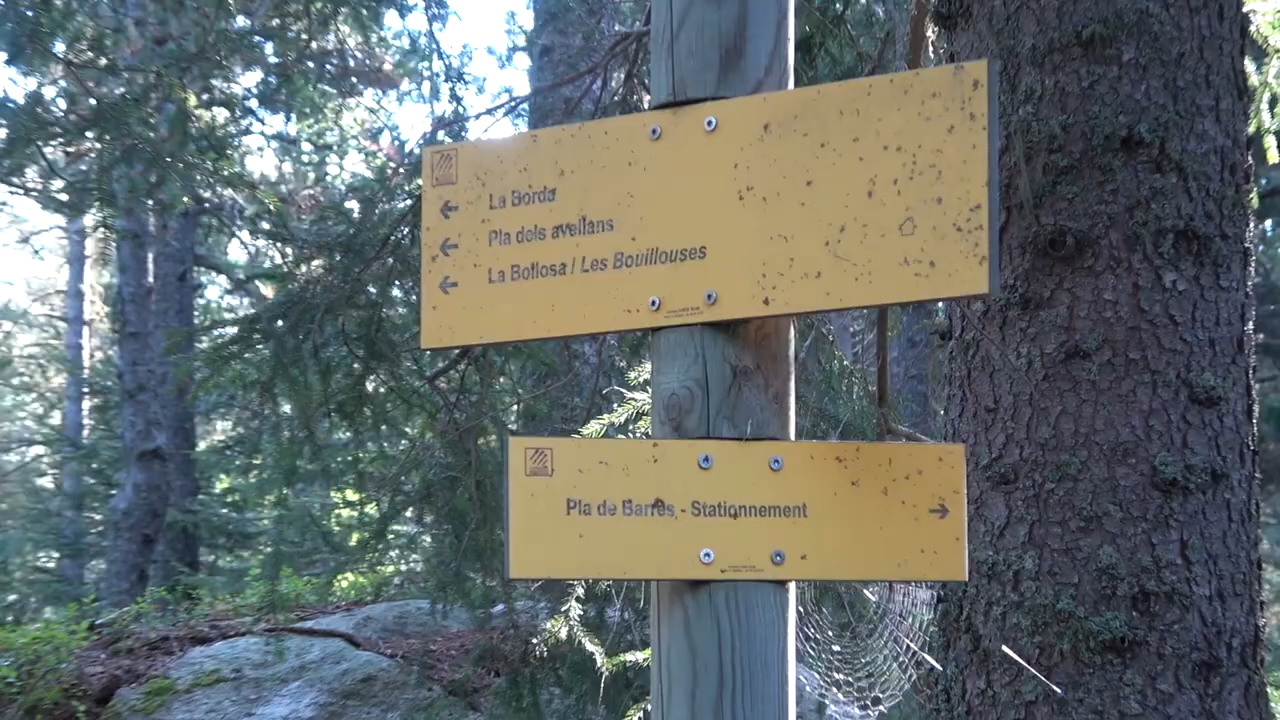 ← La Borda
← Pla dels avellans
← La Bollosa / Les Bouillouses
Pla de Barrès - Stationnement →